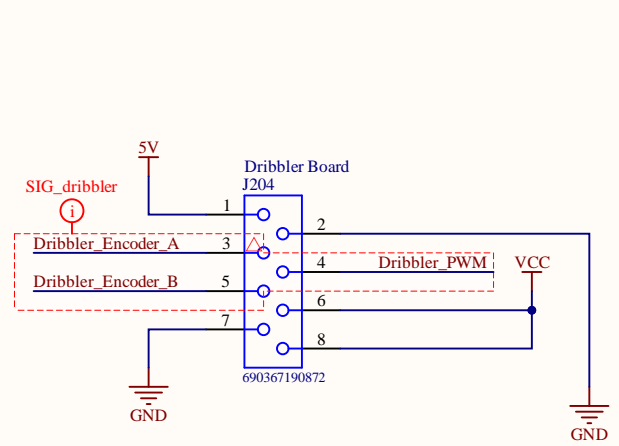 5V
Dribbler Board
J204
SIG_dribbler
i
1
2
Dribbler_Encoder_A
3
4
Dribbler_PWM
VCC
Dribbler_Encoder_B
5
6
7
8
690367190872
GND
GND